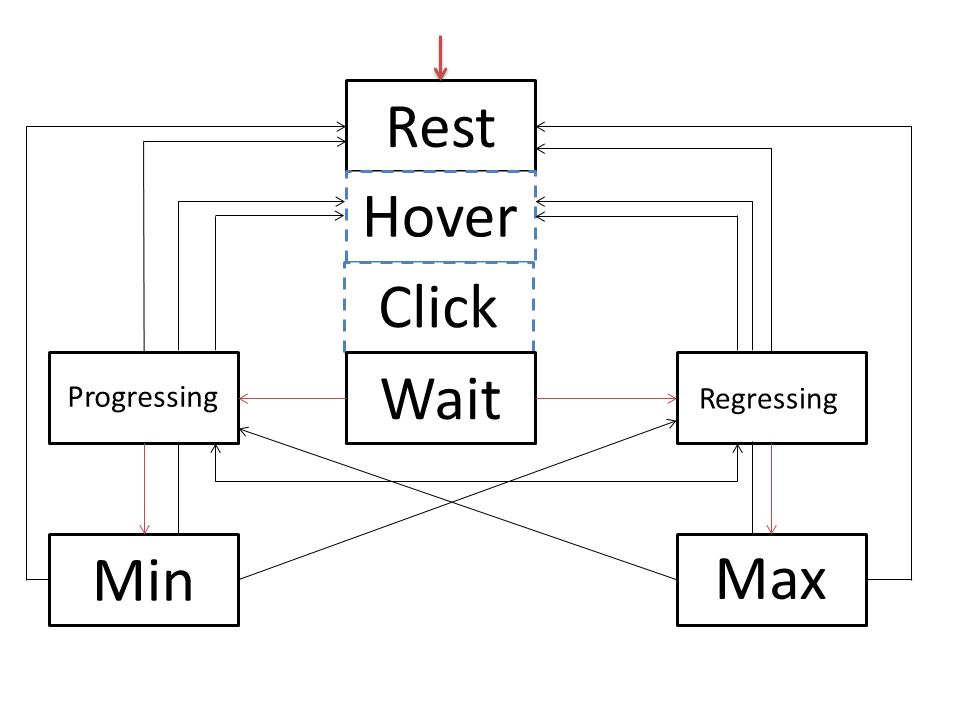 Rest
Hover
Click
Progressing
Wait
Regressing
Min
Max